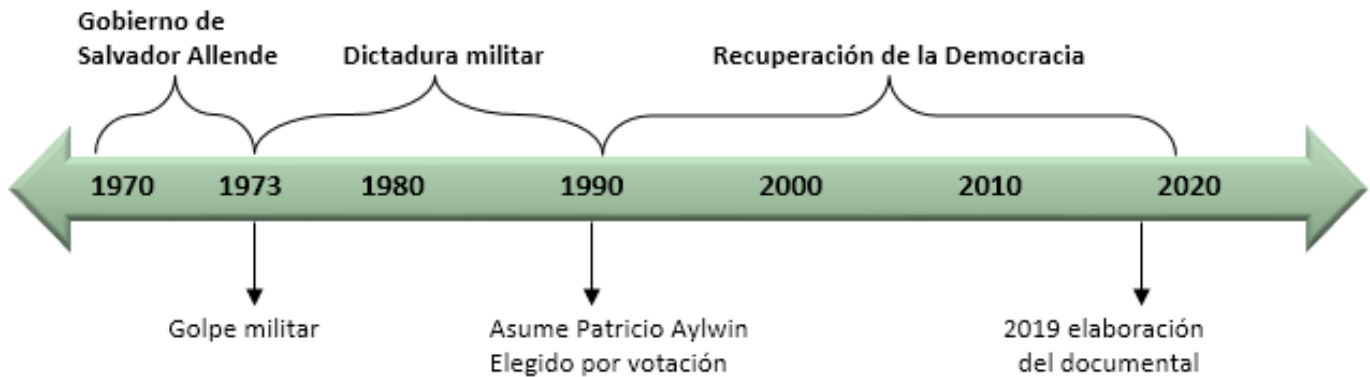 Gobierno de
Salvador Allende
Dictadura militar
Recuperación de la Democracia
1970 1973 1980 1990 2000 2010 2020
Golpe militar
Asume Patricio Aylwin
Elegido por votación
2019 elaboración
del documental